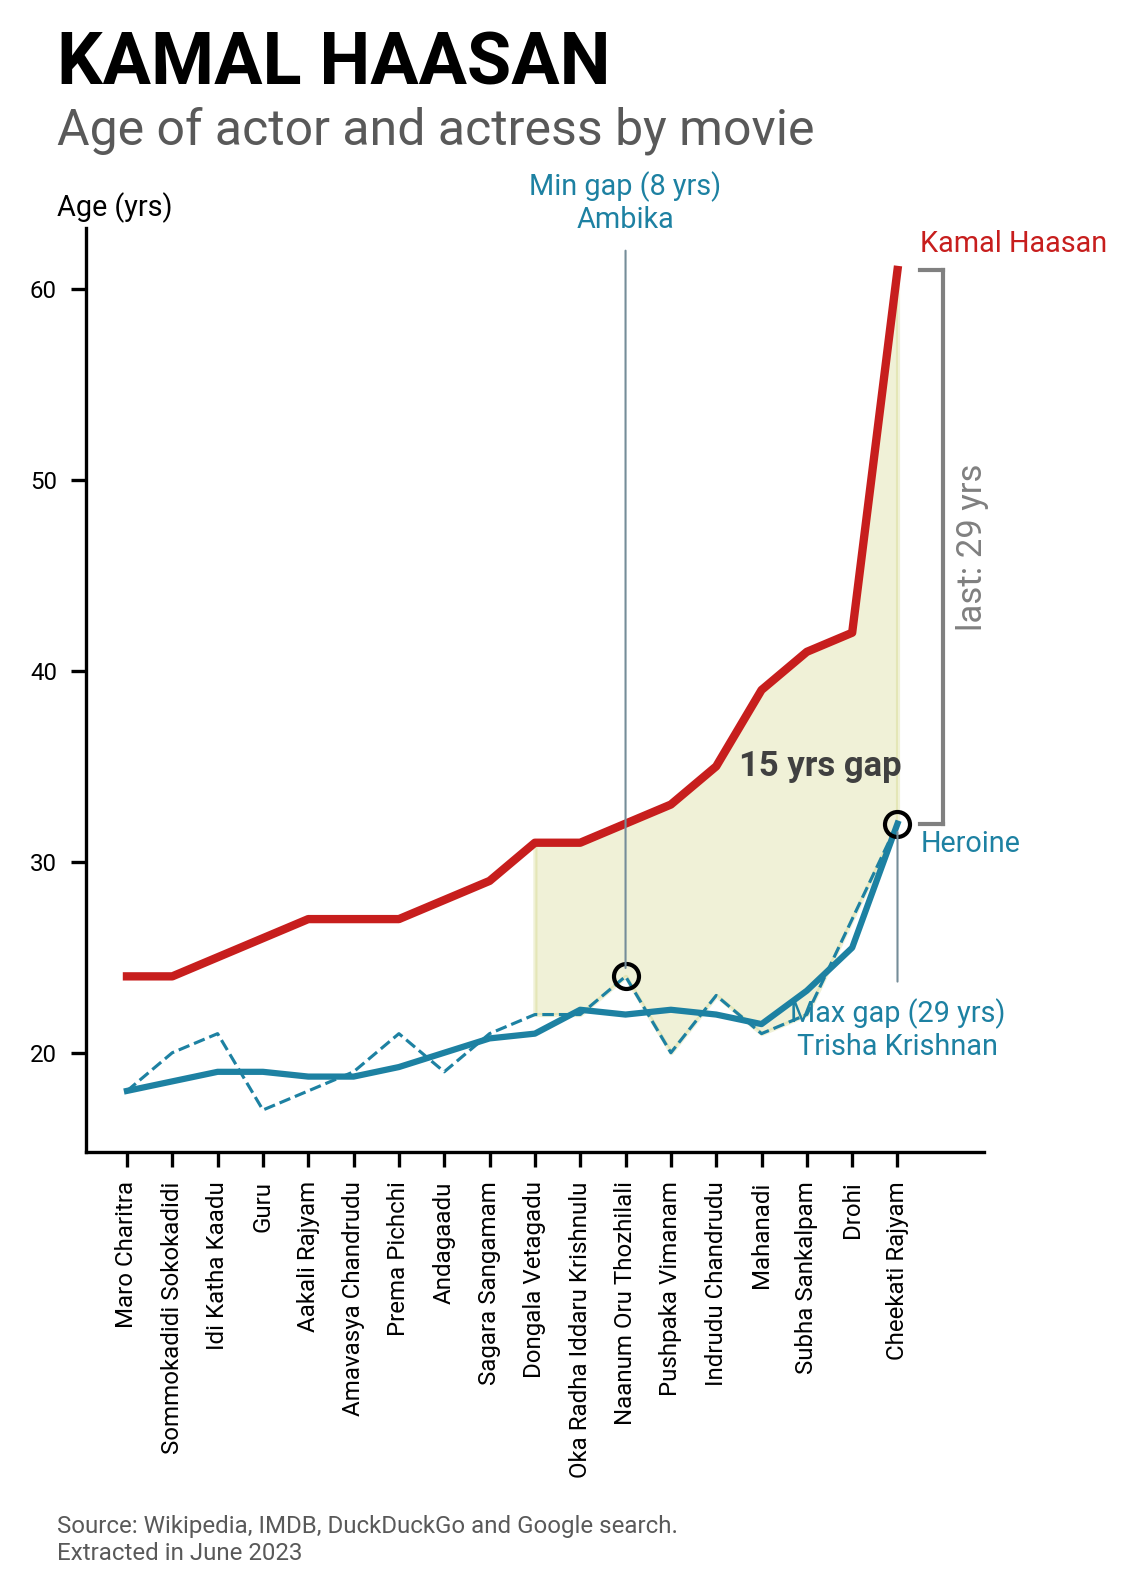 KAMAL HAASAN
Age of actor and actress by movie
Min gap (8 yrs)
Ambika
Age (yrs)
Kamal Haasan
60
50
40
30
20
last: 29 yrs
15 yrs gap
Heroine
Max gap (29 yrs)
Trisha Krishnan
Maro Charitra
Sommokadidi Sokokadidi
Idi Katha Kaadu
Guru
Aakali Rajyam
Amavasya Chandrudu
Prema Pichchi
Andagaadu
Sagara Sangamam
Dongala Vetagadu
Oka Radha Iddaru Krishnulu
Naanum Oru Thozhilali
Pushpaka Vimanam
Indrudu Chandrudu
Mahanadi
Subha Sankalpam
Drohi
Cheekati Rajyam
Source: Wikipedia, IMDB, DuckDuckGo and Google search.
Extracted in June 2023